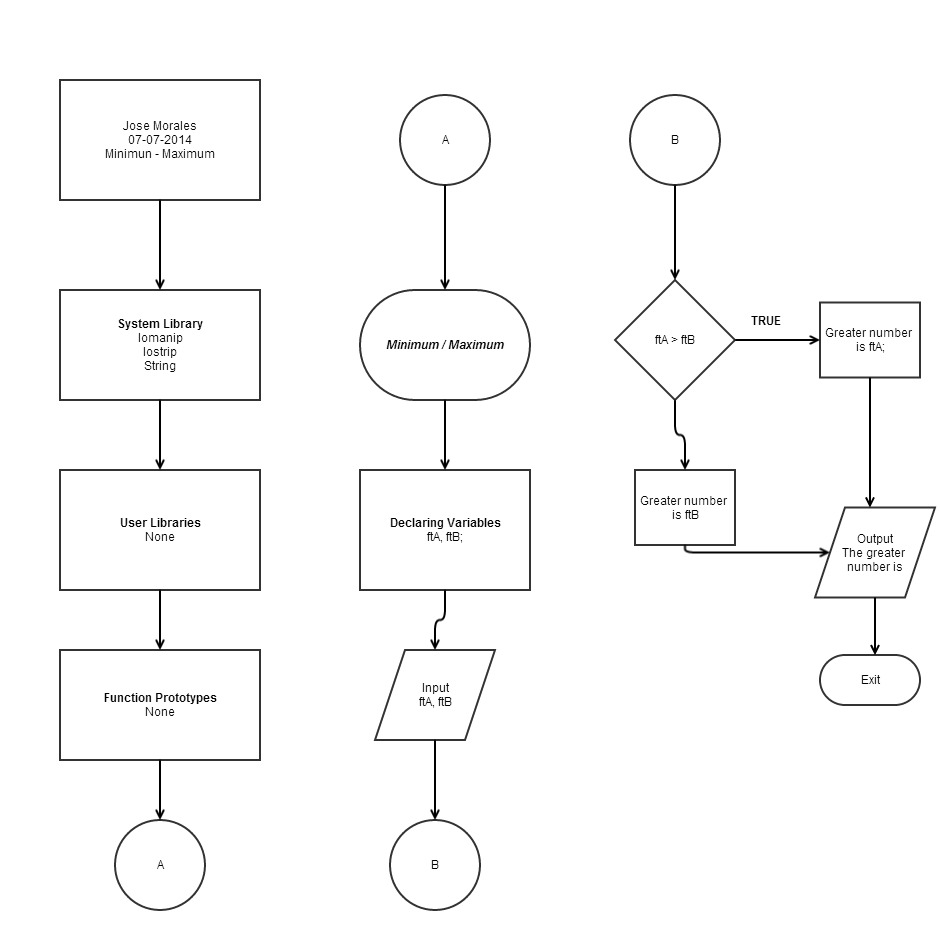 Jose Morales
07-07-2014
Minimun - Maximum
System Library
Iomanip
Iostrip
String
User Libraries
None
Function Prototypes
None
A
A
Minimum / Maximum
Declaring Variables
ftA, ftB;
Input
ftA, ftB
B
B
ftA > ftB
TRUE
Greater number
is ftA;
Greater number
is ftB
Output
The greater
number is
Exit